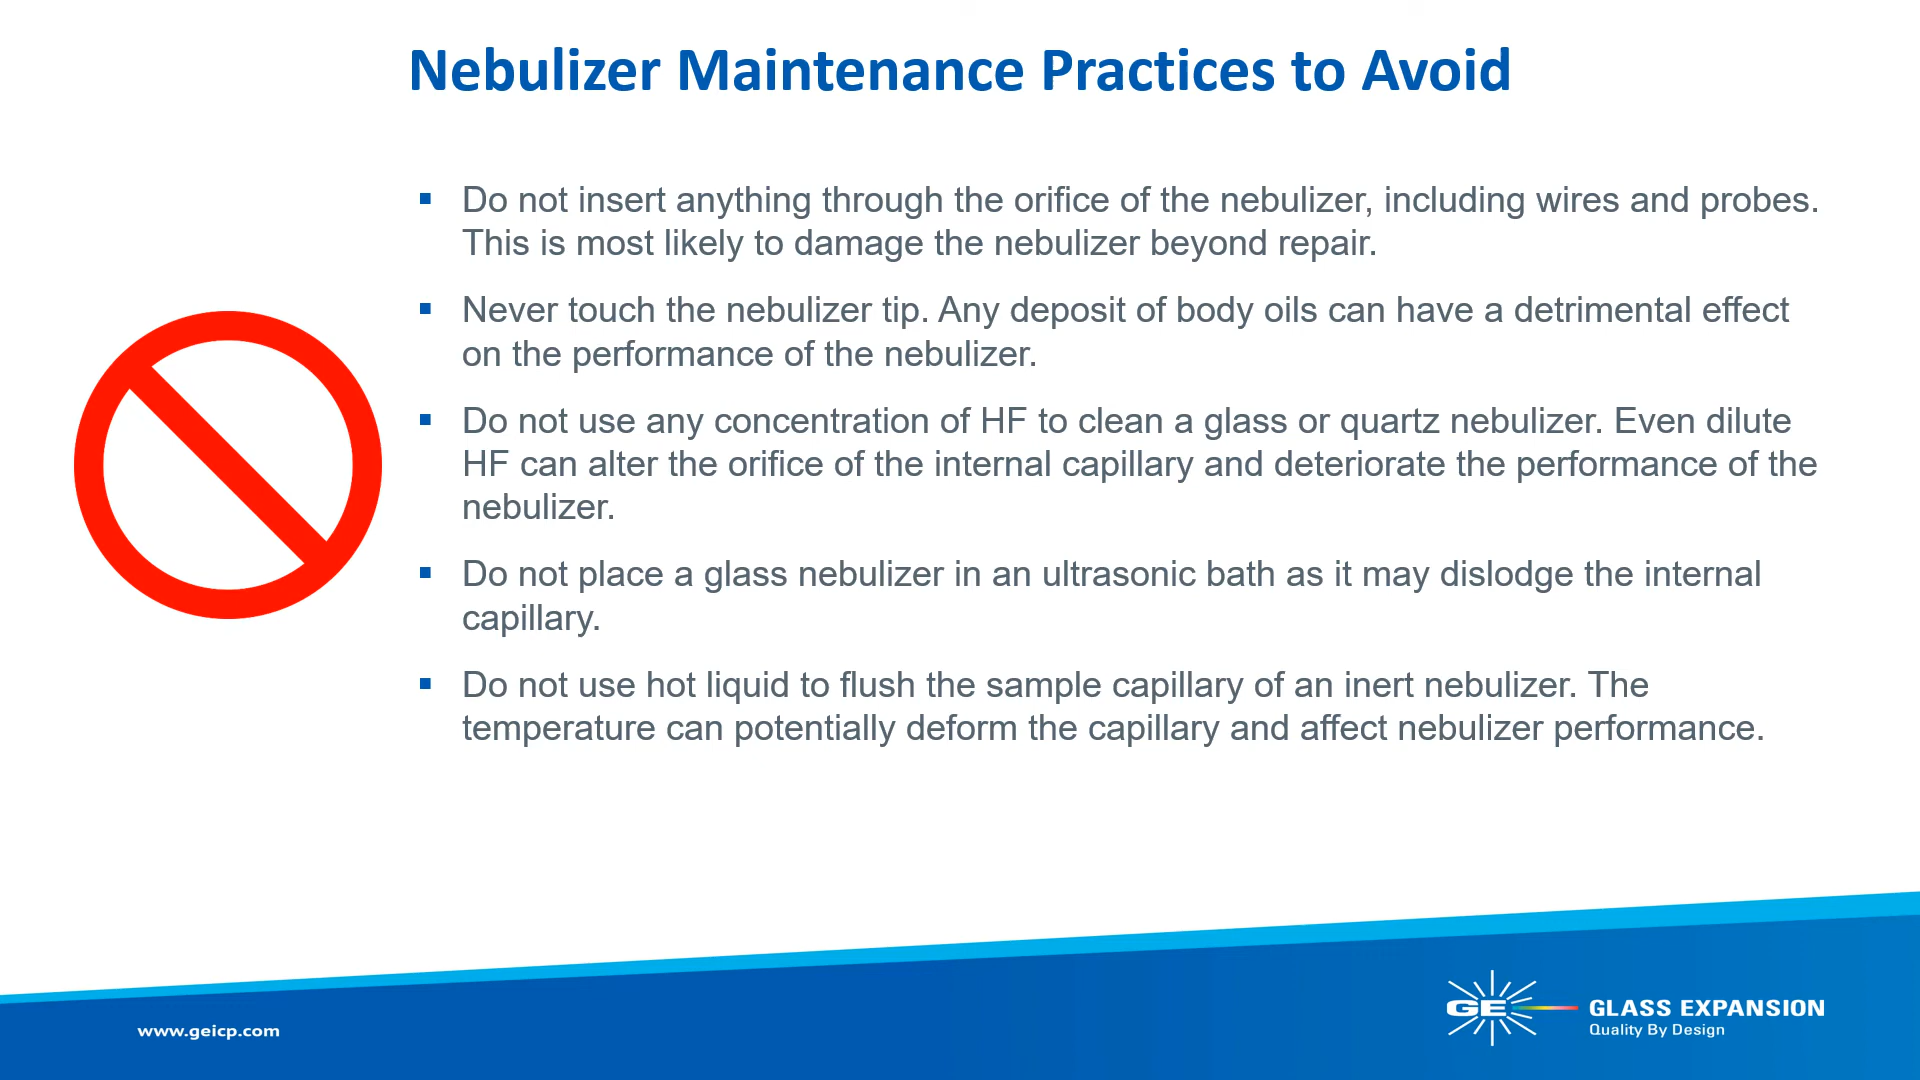 Nebulizer Maintenance Practices to Avoid
▪ Do not insert anything through the orifice of the nebulizer, including wires and probes.
This is most likely to damage the nebulizer beyond repair.
▪ Never touch the nebulizer tip. Any deposit of body oils can have a detrimental effect
on the performance of the nebulizer.
▪ Do not use any concentration of HF to clean a glass or quartz nebulizer. Even dilute
HF can alter the orifice of the internal capillary and deteriorate the performance of the
nebulizer.
▪ Do not place a glass nebulizer in an ultrasonic bath as it may dislodge the internal
capillary.
▪ Do not use hot liquid to flush the sample capillary of an inert nebulizer. The
temperature can potentially deform the capillary and affect nebulizer performance.
www.geicp.com
GE GLASS EXPANSION
Quality By Design